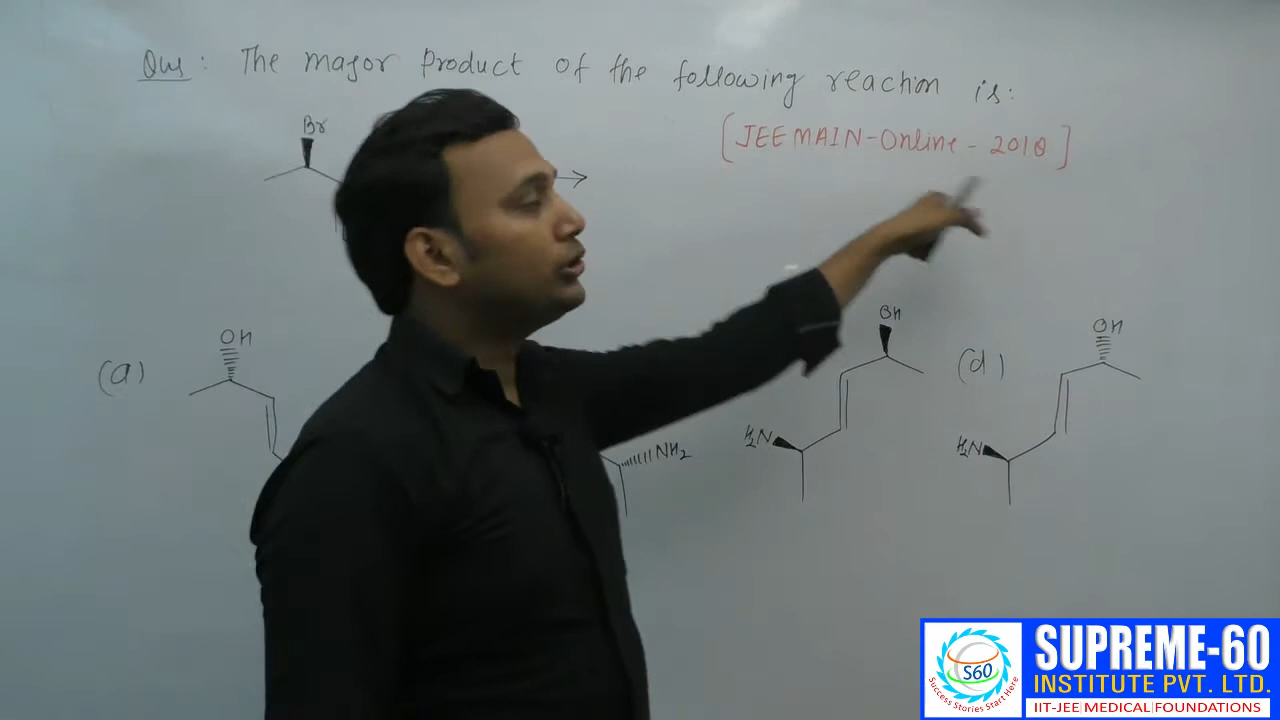 Ques: The major Product of the following reaction is:
[JEE MAIN-Online-2018]
Br
(a)
OH
NH2
OH
H2N
(d)
OH
H2N
S60
Success Stories Start Here
SUPREME-60
INSTITUTE PVT. LTD.
IIT-JEE MEDICAL FOUNDATIONS